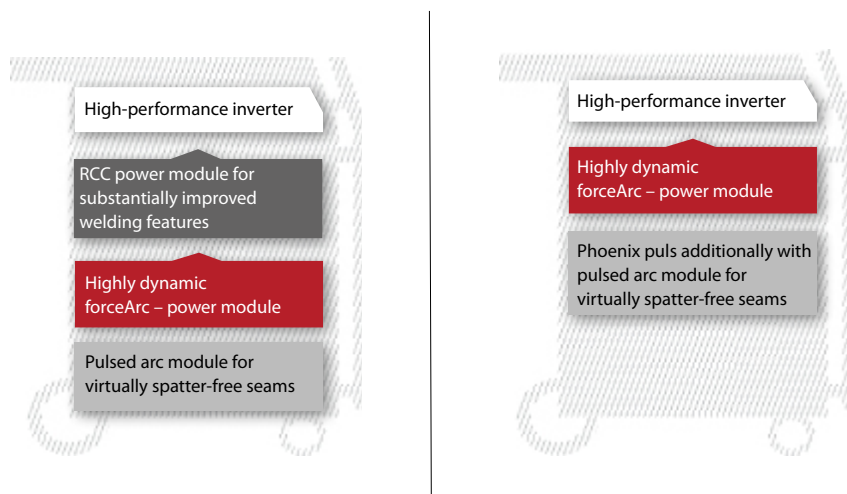 High-performance inverter
RCC power module for
substantially improved
welding features
Highly dynamic
forceArc – power module
Pulsed arc module for
virtually spatter-free seams
High-performance inverter
Highly dynamic
forceArc – power module
Phoenix puls additionally with
pulsed arc module for
virtually spatter-free seams